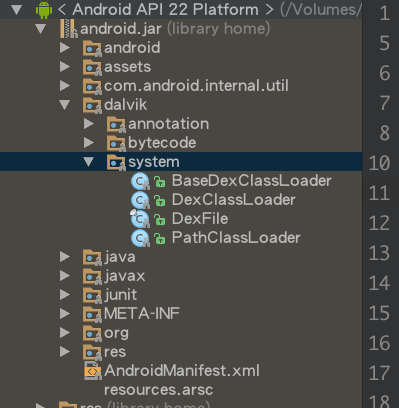 < Android API 22 Platform > (/Volumes/
android.jar (library home)
android
assets
com.android.internal.util
dalvik
annotation
bytecode
system
BaseDexClassLoader
DexClassLoader
DexFile
PathClassLoader
java
javax
junit
META-INF
org
res
AndroidManifest.xml
resources.arsc
res (library home)
1
5
6
7
8
9
10
11
12
13
14
15
16
17
18